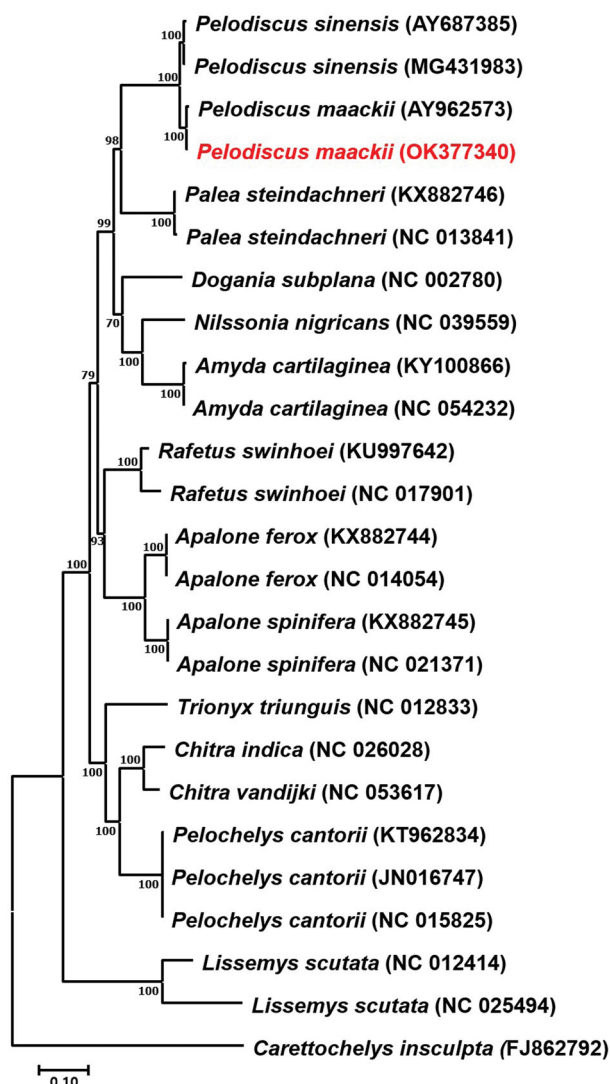 Pelodiscus sinensis (AY687385)
100
Pelodiscus sinensis (MG431983)
100
Pelodiscus maackii (AY962573)
100
98
Pelodiscus maackii (OK377340)
Palea steindachneri (KX882746)
100
99
Palea steindachneri (NC 013841)
Dogania subplana (NC 002780)
70
Nilssonia nigricans (NC 039559)
100
Amyda cartilaginea (KY100866)
79
100
Amyda cartilaginea (NC 054232)
Rafetus swinhoei (KU997642)
100
Rafetus swinhoei (NC 017901)
Apalone ferox (KX882744)
93
100
100
Apalone ferox (NC 014054)
100
Apalone spinifera (KX882745)
100
Apalone spinifera (NC 021371)
Trionyx triunguis (NC 012833)
Chitra indica (NC 026028)
100
100
Chitra vandijki (NC 053617)
100
Pelochelys cantorii (KT962834)
Pelochelys cantorii (JN016747)
100
Pelochelys cantorii (NC 015825)
Lissemys scutata (NC 012414)
100
Lissemys scutata (NC 025494)
Carettochelys insculpta (FJ862792)
0.10